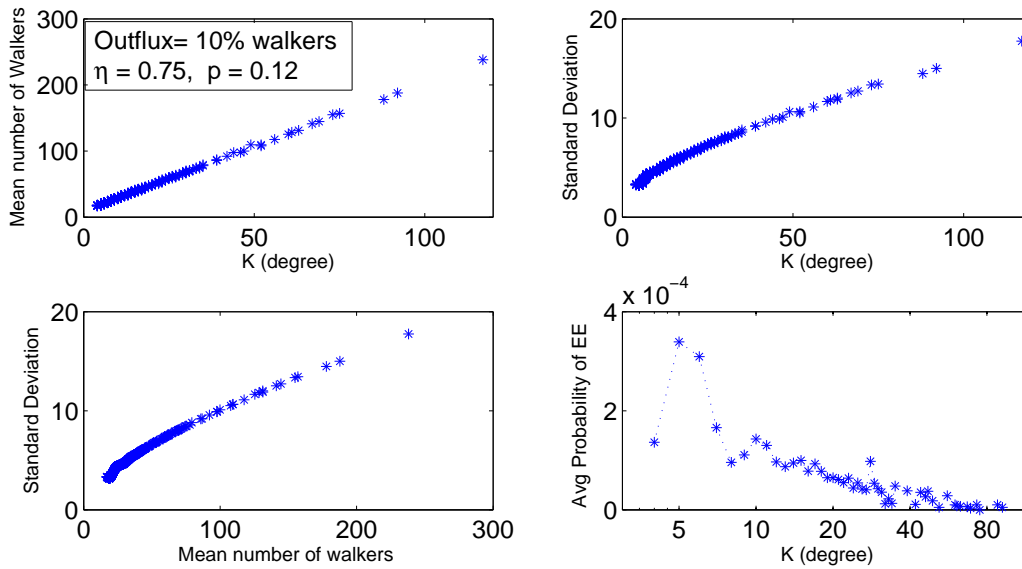 300
200
100
0
Mean number of Walkers
Outflux= 10% walkers
η = 0.75, p = 0.12
0 50 100
K (degree)
20
10
0
Standard Deviation
0 50 100
K (degree)
20
10
0
Standard Deviation
0 100 200 300
Mean number of walkers
x 10⁻⁴
4
2
0
Avg Probability of EE
5 10 20 40 80
K (degree)